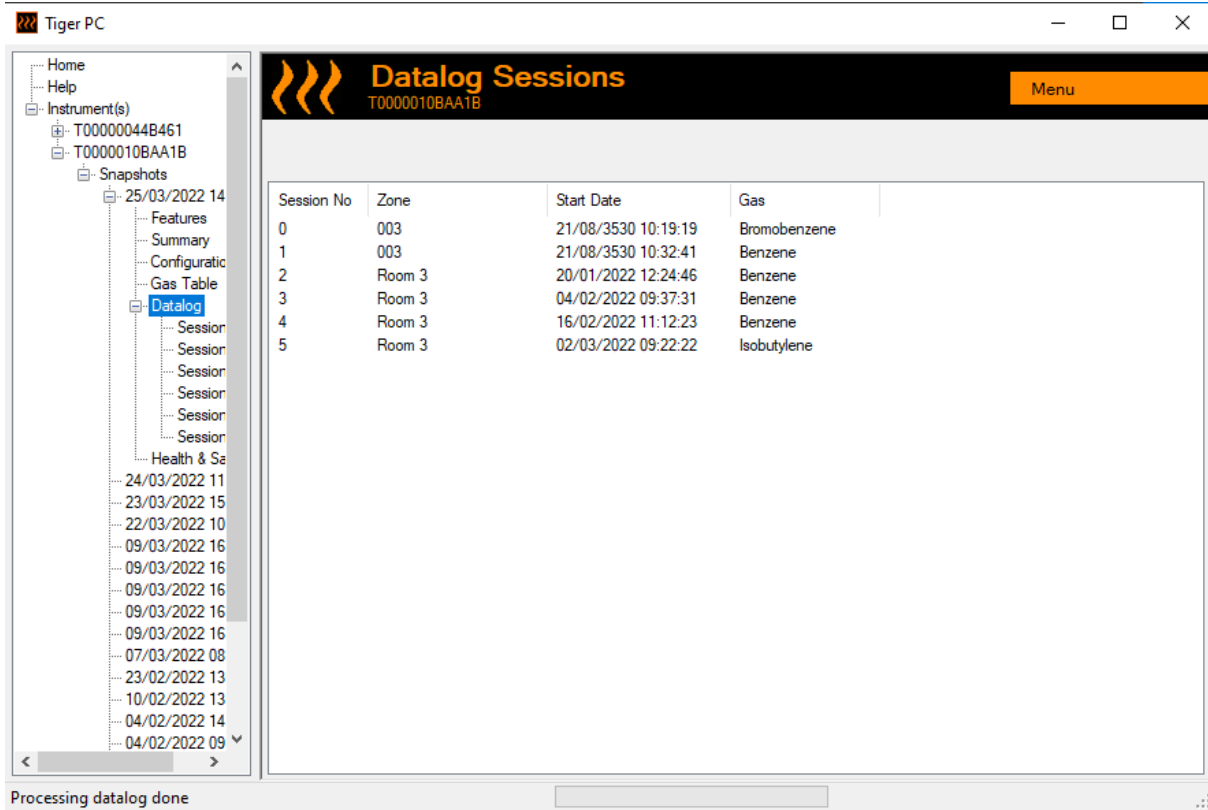 Tiger PC
Home
Help
Instrument(s)
T00000044B461
T0000010BAA1B
Snapshots
25/03/2022 14
Features
Summary
Configuratic
Gas Table
Datalog
Session
Session
Session
Session
Session
Session
Health & Sa
24/03/2022 11
23/03/2022 15
22/03/2022 10
09/03/2022 16
09/03/2022 16
09/03/2022 16
09/03/2022 16
09/03/2022 16
07/03/2022 08
23/02/2022 13
10/02/2022 13
04/02/2022 14
04/02/2022 09
Datalog Sessions
T0000010BAA1B
Menu
Session No Zone Start Date Gas
0 003 21/08/3530 10:19:19 Bromobenzene
1 003 21/08/3530 10:32:41 Benzene
2 Room 3 20/01/2022 12:24:46 Benzene
3 Room 3 04/02/2022 09:37:31 Benzene
4 Room 3 16/02/2022 11:12:23 Benzene
5 Room 3 02/03/2022 09:22:22 Isobutylene
Processing datalog done